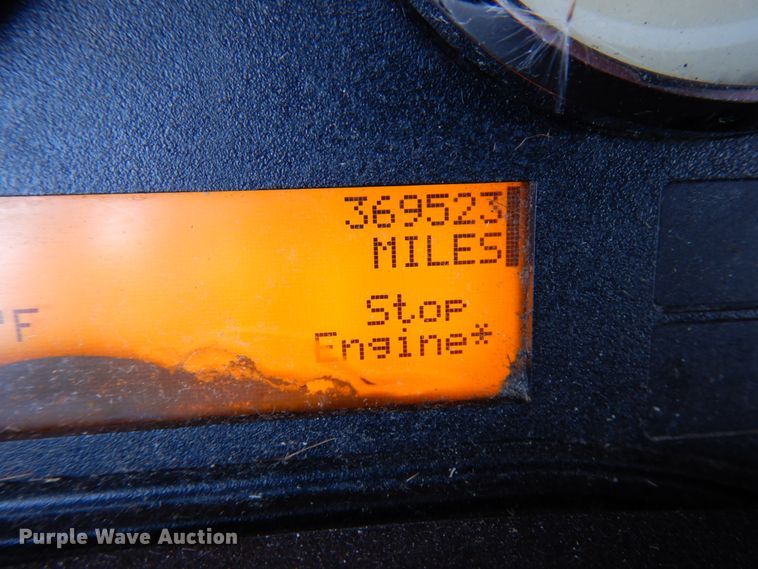 369523
MILES
°F
Stop
Engine*
Purple Wave Auction